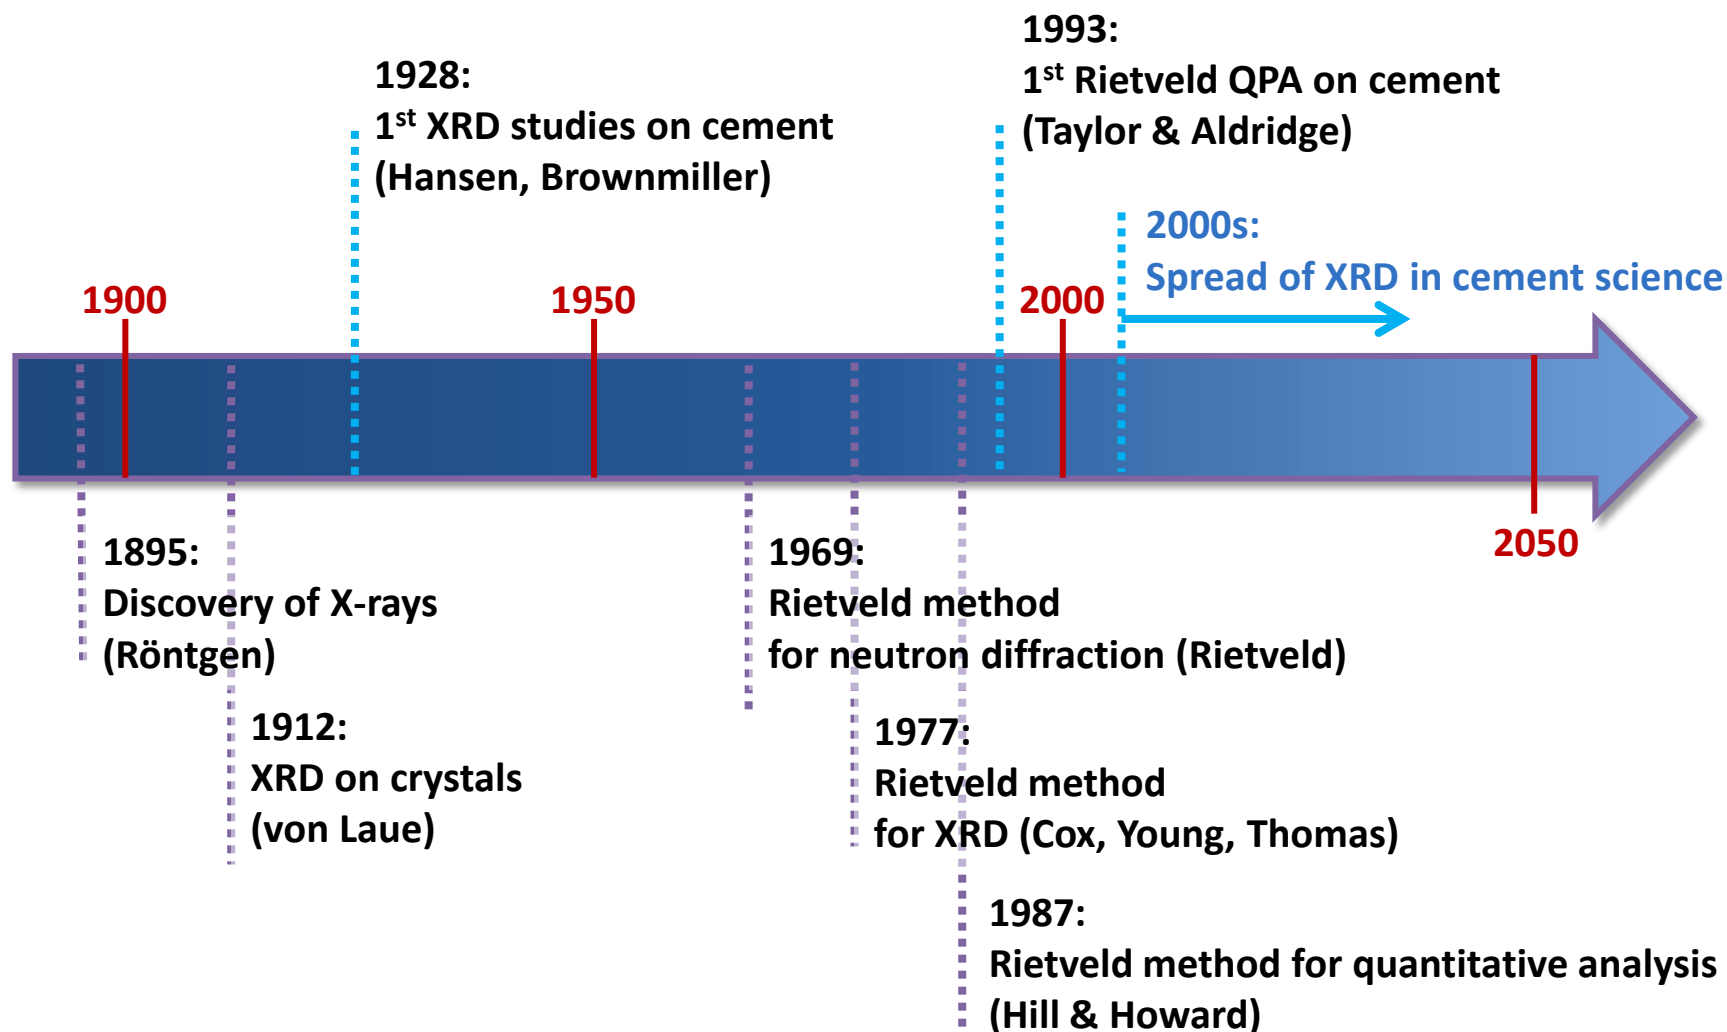 1928:
1st XRD studies on cement
(Hansen, Brownmiller)
1993:
1st Rietveld QPA on cement
(Taylor & Aldridge)
2000s:
Spread of XRD in cement science
1900
1950
2000
2050
1895:
Discovery of X-rays
(Röntgen)
1912:
XRD on crystals
(von Laue)
1969:
Rietveld method
for neutron diffraction (Rietveld)
1977:
Rietveld method
for XRD (Cox, Young, Thomas)
1987:
Rietveld method for quantitative analysis
(Hill & Howard)